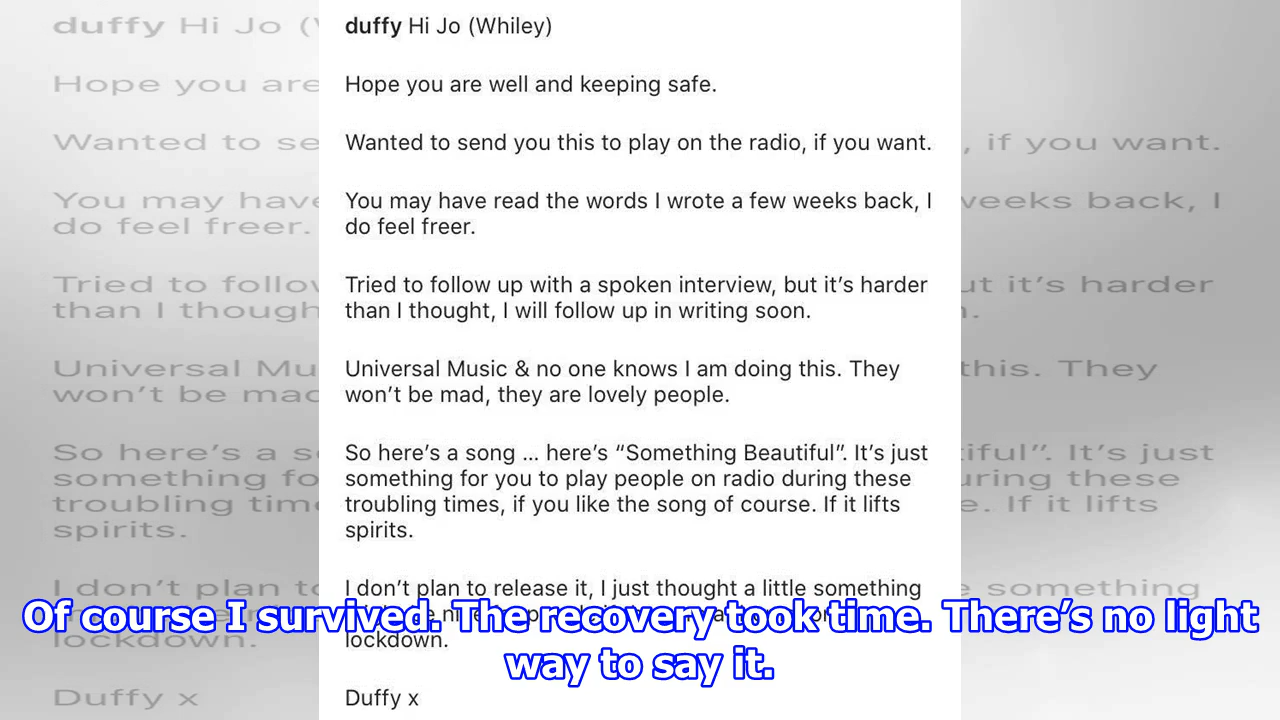 duffy Hi Jo (Whiley)
Hope you are well and keeping safe.
Wanted to send you this to play on the radio, if you want.
You may have read the words I wrote a few weeks back, I
do feel freer.
Tried to follow up with a spoken interview, but it's harder
than I thought, I will follow up in writing soon.
Universal Music & no one knows I am doing this. They
won't be mad, they are lovely people.
So here's a song ... here's “Something Beautiful”. It's just
something for you to play people on radio during these
troubling times, if you like the song of course. If it lifts
spirits.
I don't plan to release it, I just thought a little something
lockdown.
Duffy x
Of course I survived. The recovery took time. There’s no light
way to say it.